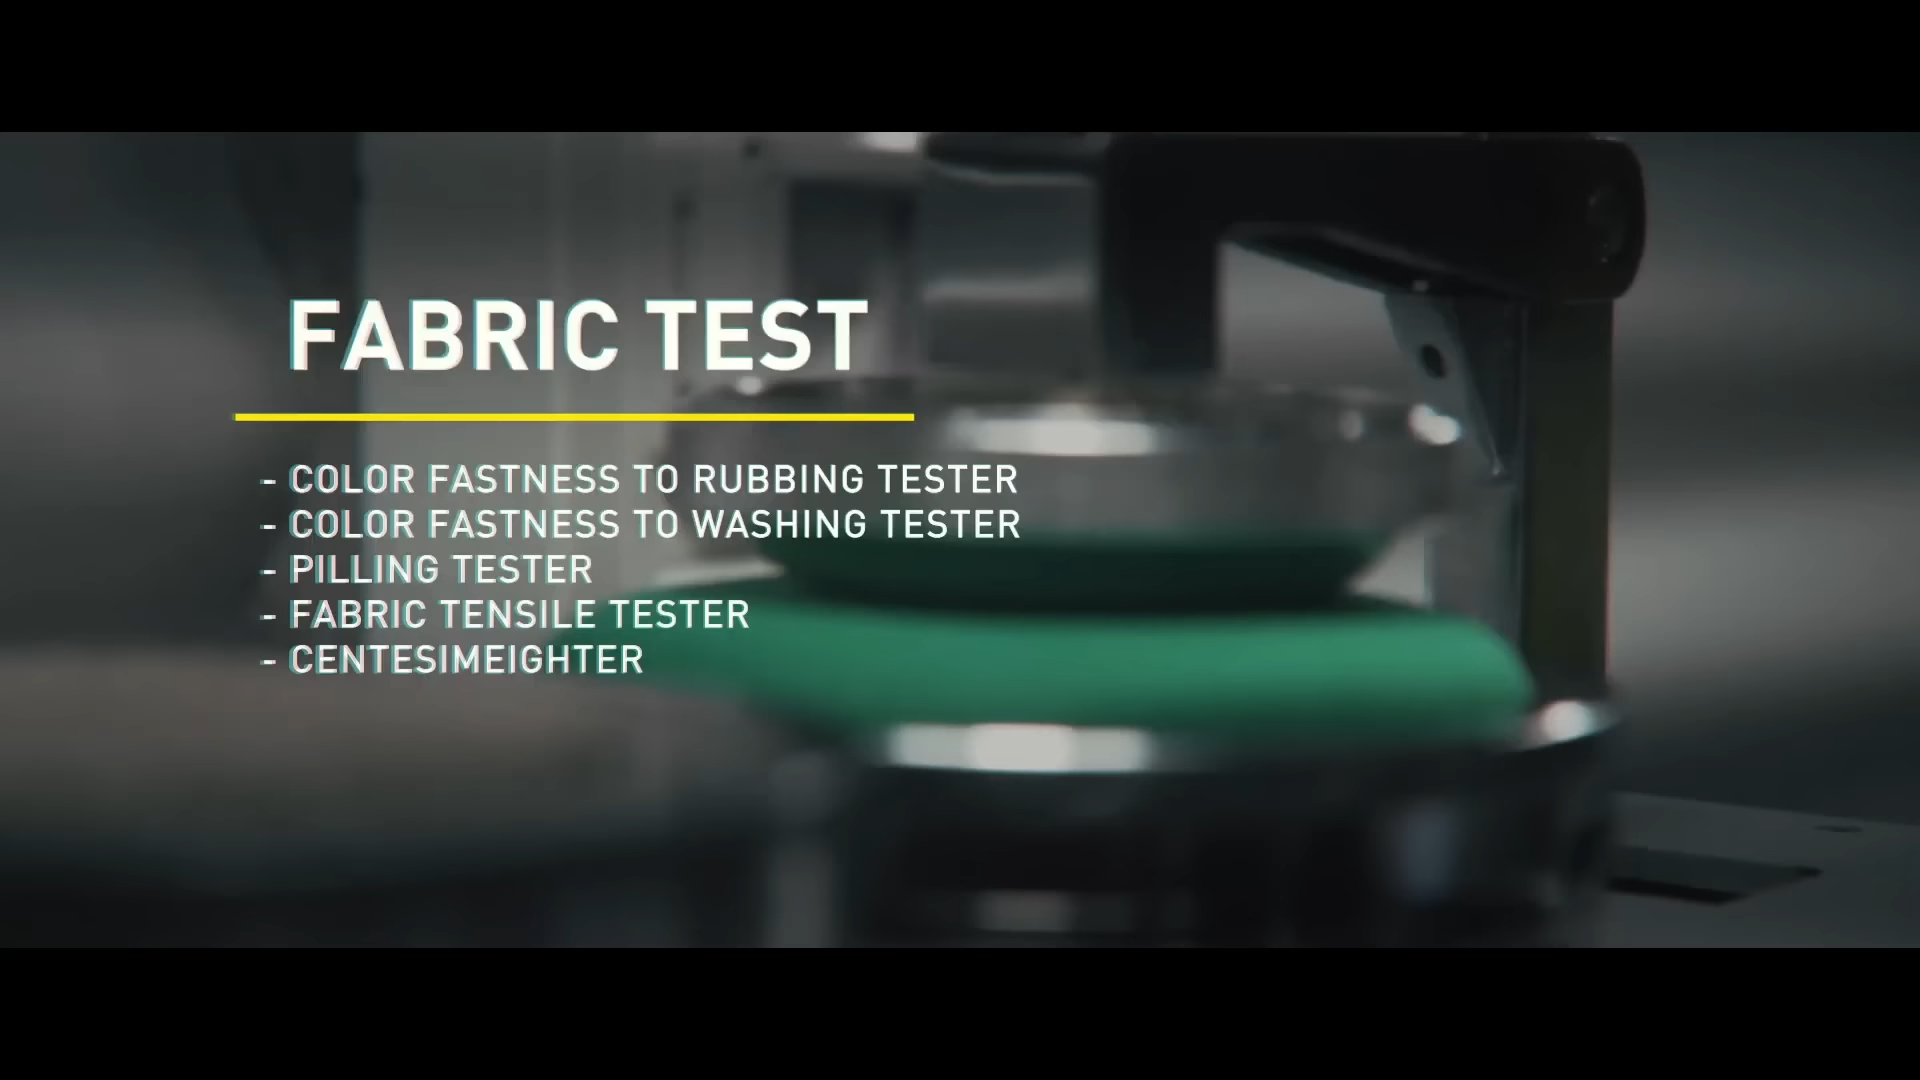 FABRIC TEST
- COLOR FASTNESS TO RUBBING TESTER
- COLOR FASTNESS TO WASHING TESTER
- PILLING TESTER
- FABRIC TENSILE TESTER
- CENTESIMEIGHTER